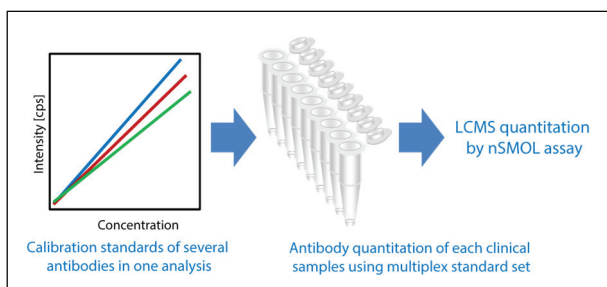 Intensity [cps]
Concentration
Calibration standards of several
antibodies in one analysis
Antibody quantitation of each clinical
samples using multiplex standard set
LCMS quantitation
by nSMOL assay